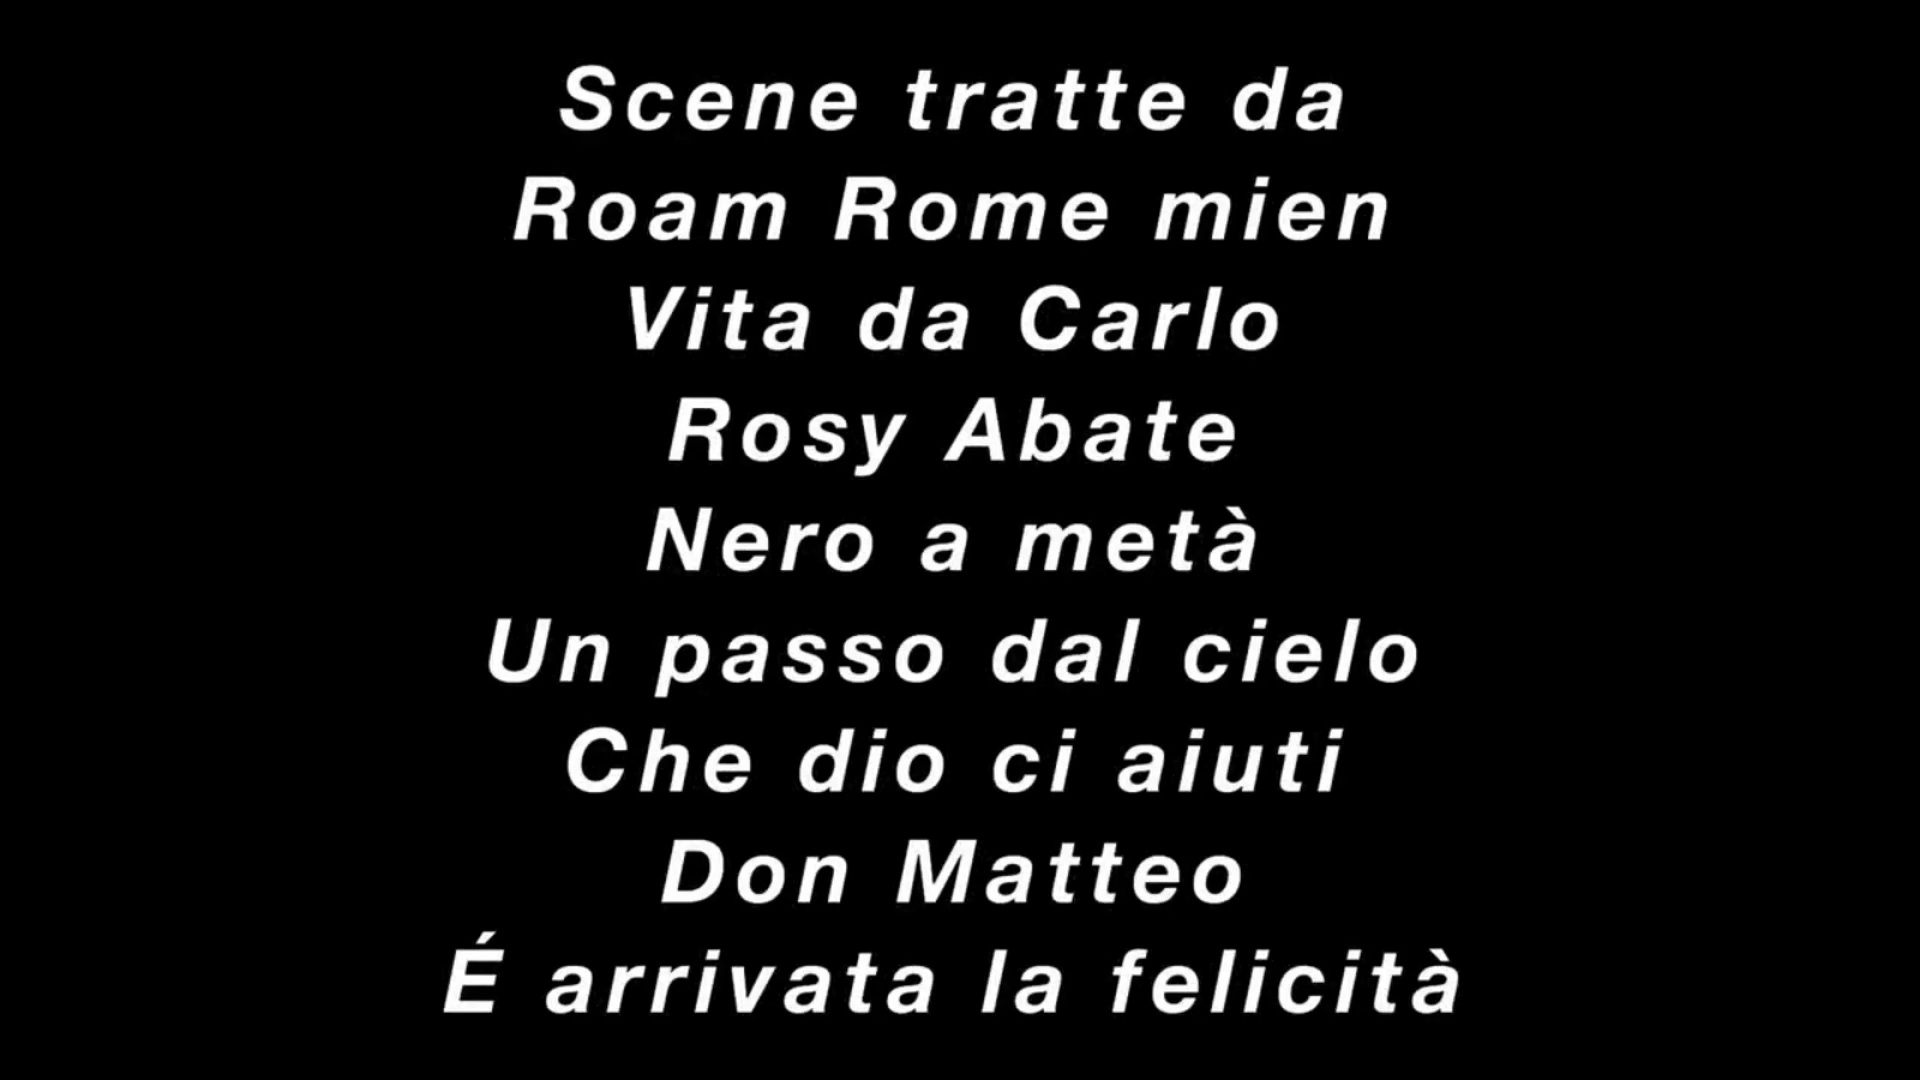 Scene tratte da
Roam Rome mien
Vita da Carlo
Rosy Abate
Nero a metà
Un passo dal cielo
Che dio ci aiuti
Don Matteo
É arrivata la felicità